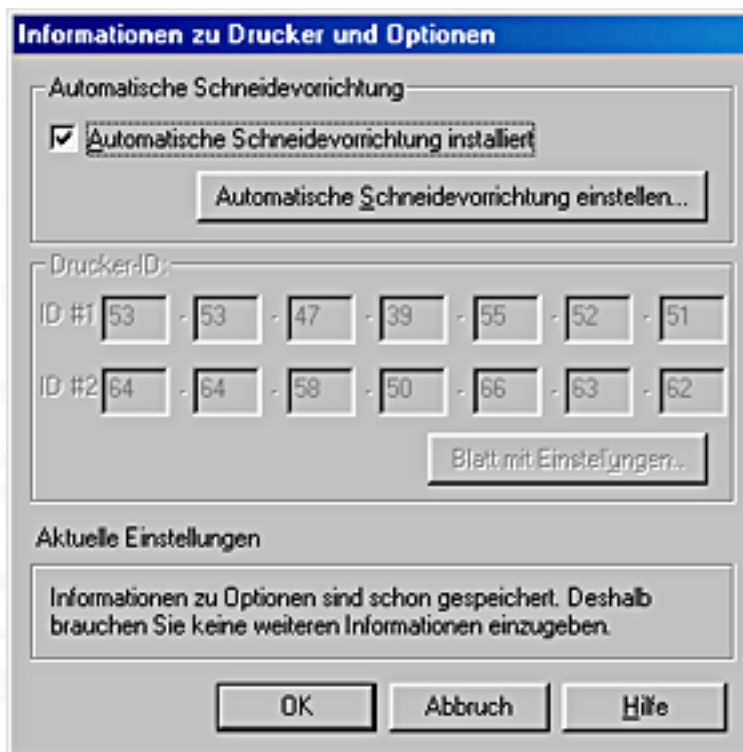 Informationen zu Drucker und Optionen
Automatische Schneidevorrichtung
Automatische Schneidevorrichtung installiert
Automatische Schneidevorrichtung einstellen...
Drucker-ID:
ID #1 53 - 53 - 47 - 39 - 55 - 52 - 51
ID #2 64 - 64 - 58 - 50 - 66 - 63 - 62
Blatt mit Einstellungen...
Aktuelle Einstellungen
Informationen zu Optionen sind schon gespeichert. Deshalb
brauchen Sie keine weiteren Informationen einzugeben.
OK Abbruch Hilfe